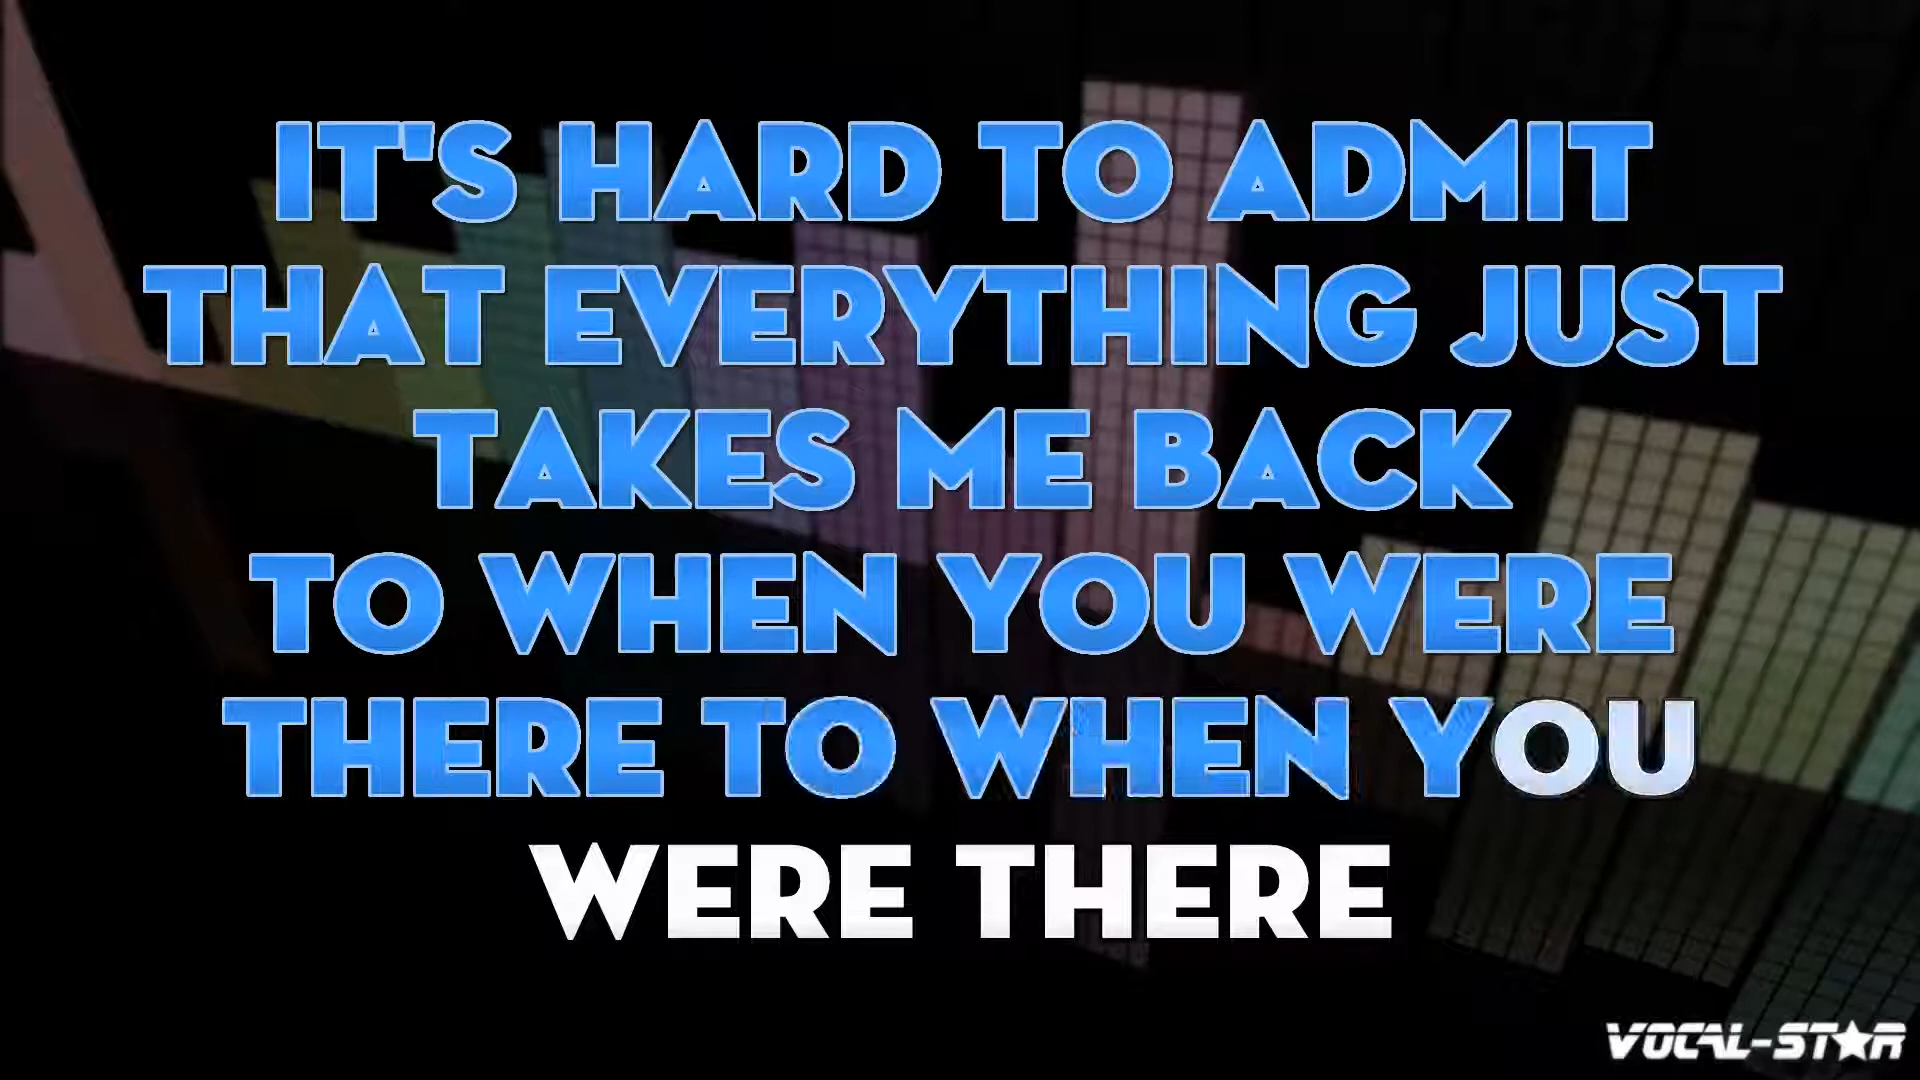 IT'S HARD TO ADMIT
THAT EVERYTHING JUST
TAKES ME BACK
TO WHEN YOU WERE
THERE TO WHEN YOU
WERE THERE
VOCAL-STAR